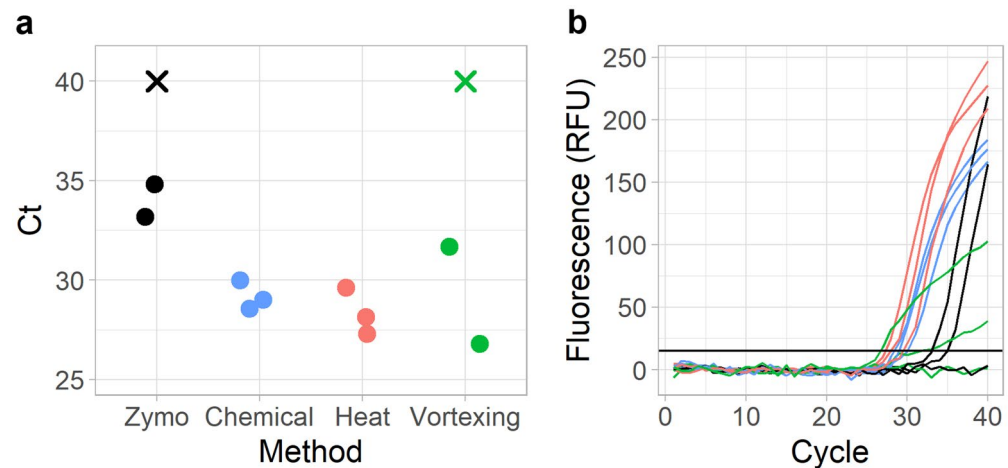 a
40
35
30
25
Ct
Zymo Chemical Heat Vortexing
Method
b
250
200
150
100
50
0
Fluorescence (RFU)
0 10 20 30 40
Cycle